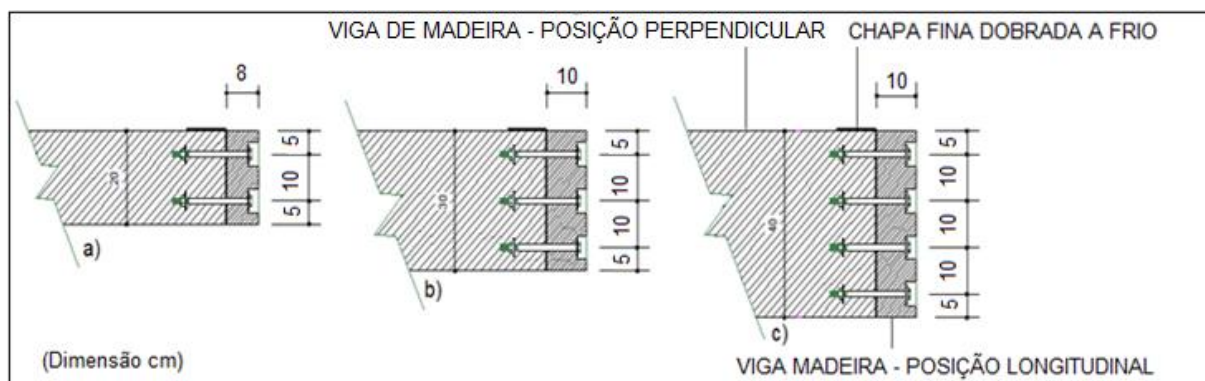 VIGA DE MADEIRA - POSIÇÃO PERPENDICULAR CHAPA FINA DOBRADA A FRIO
8 10 10
5 5 5
20 10 30 10 40 10
5 10 10
5 10
5
a) b) c)
(Dimensão cm)
VIGA MADEIRA - POSIÇÃO LONGITUDINAL